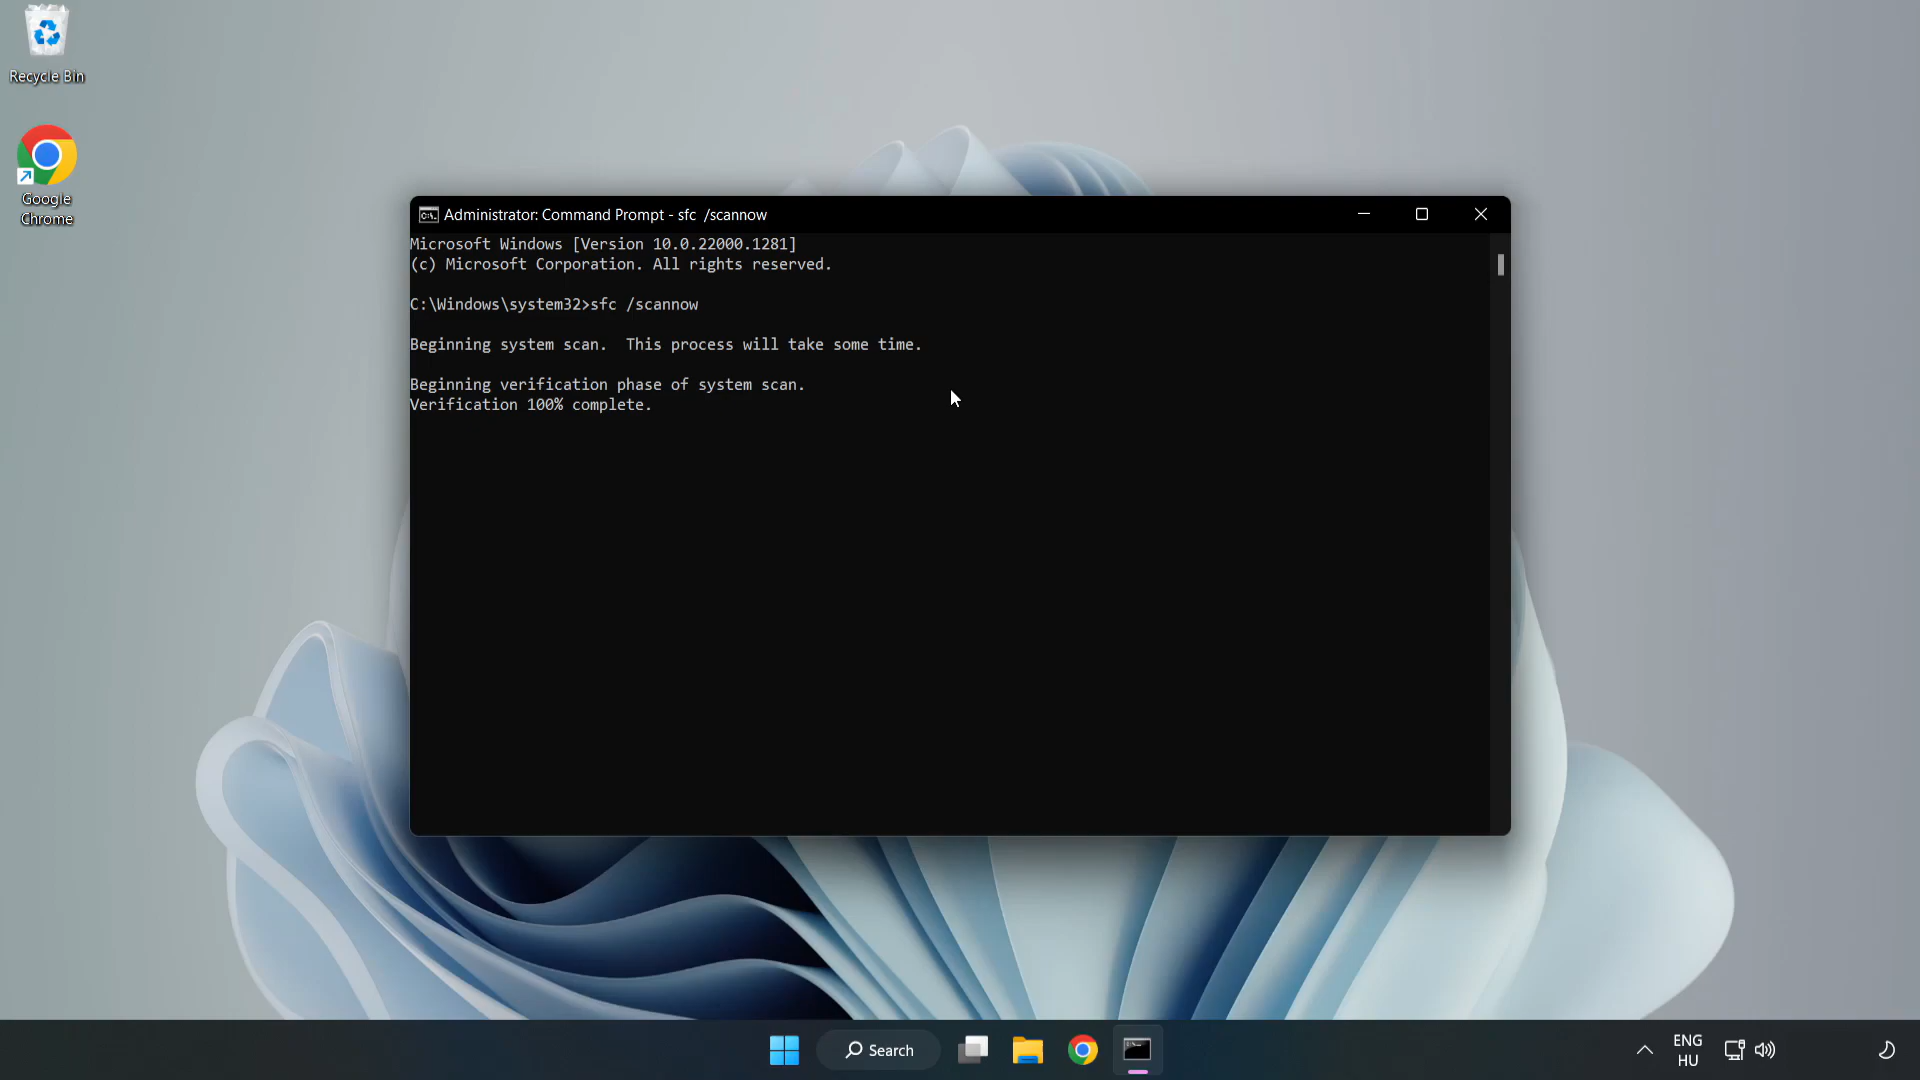 Recycle Bin
Google
Chrome
Administrator: Command Prompt - sfc  /scannow
Microsoft Windows [Version 10.0.22000.1281]
(c) Microsoft Corporation. All rights reserved.
C:\Windows\system32>sfc /scannow
Beginning system scan.  This process will take some time.
Beginning verification phase of system scan.
Verification 100% complete.
Search
ENG
HU